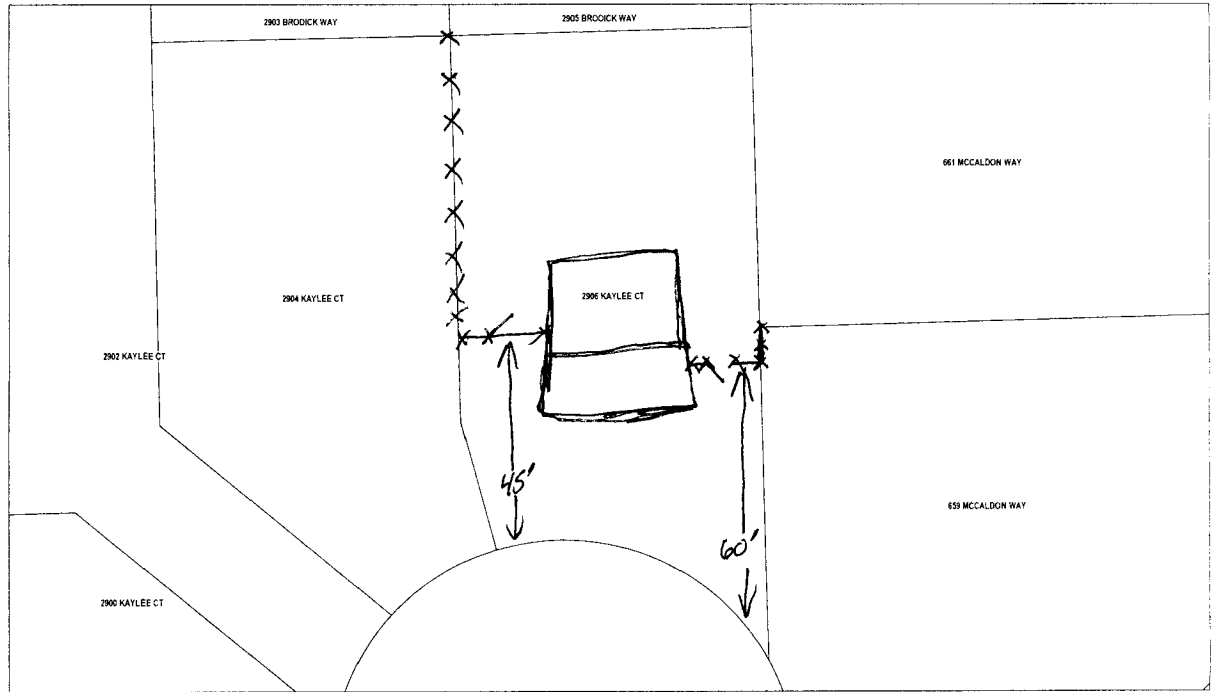 2903 BRODICK WAY
2905 BRODICK WAY
661 MCCALDON WAY
2904 KAYLEE CT
2906 KAYLEE CT
2902 KAYLEE CT
45'
659 MCCALDON WAY
60'
2900 KAYLEE CT